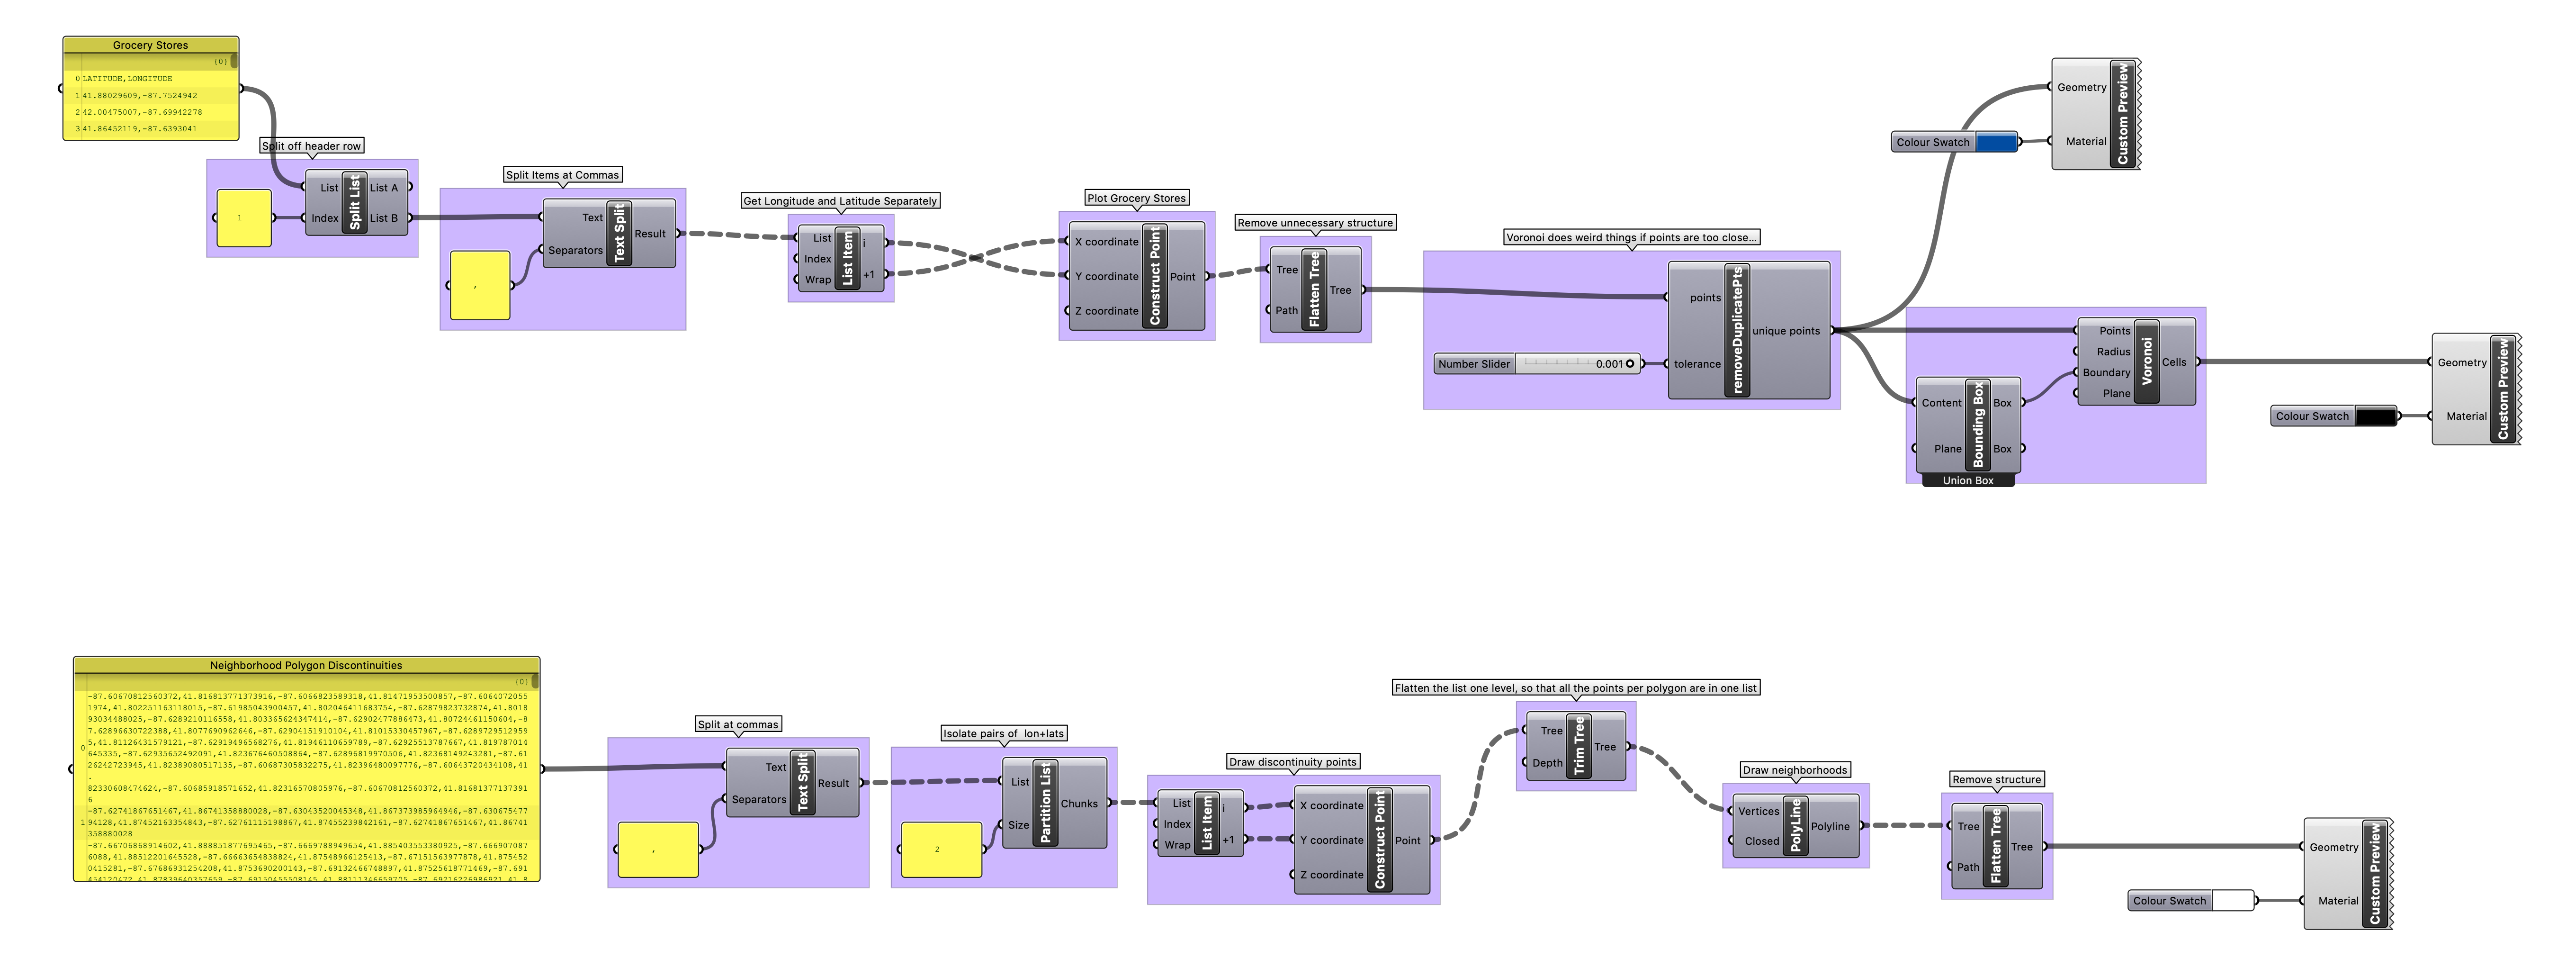 Grocery Stores
{0}
0 LATITUDE,LONGITUDE
1 41.88029609,-87.7524942
2 42.00475007,-87.69942278
3 41.86452119,-87.6393041
Split off header row
1
List
Index
Split List
List A
List B
Split Items at Commas
,
Text
Separators
Text Split
Result
Get Longitude and Latitude Separately
List
Index
Wrap
List Item
i
+1
Plot Grocery Stores
X coordinate
Y coordinate
Z coordinate
Construct Point
Point
Remove unnecessary structure
Tree
Path
Flatten Tree
Tree
Voronoi does weird things if points are too close...
Number Slider
0.001
points
tolerance
removeDuplicatePts
unique points
Colour Swatch
Geometry
Material
Custom Preview
Content
Plane
Bounding Box
Box
Box
Union Box
Points
Radius
Boundary
Plane
Voronoi
Cells
Colour Swatch
Geometry
Material
Custom Preview
Neighborhood Polygon Discontinuities
{0}
0
-87.60670812560372,41.816813771373916,-87.6066823589318,41.81471953500857,-87.6064072055
1974,41.802251163118015,-87.61985043900457,41.802046411683754,-87.62879823732874,41.8018
93034488025,-87.6289210116558,41.803365624347414,-87.62902477886473,41.80724461150604,-8
7.62896630722388,41.8077690962646,-87.62904151910104,41.81015330457967,-87.6289729512959
5,41.81126431579121,-87.62919496568276,41.81946110659789,-87.62925513787667,41.819787014
645335,-87.62935652492091,41.823676460508864,-87.62896819970506,41.82368149243281,-87.61
26242723945,41.82389080517135,-87.60687305832275,41.82396480097776,-87.60643720434108,41
.
82330608474624,-87.60685918571652,41.82316570805976,-87.60670812560372,41.81681377137391
6
1
-87.62741867651467,41.86741358880028,-87.63043520045348,41.867373985964946,-87.630675477
94128,41.87452163354843,-87.62761115198867,41.87455239842161,-87.62741867651467,41.86741
358880028
-87.66706868914602,41.888851877695465,-87.6669788949654,41.885403553380925,-87.666907087
6088,41.88512201645528,-87.66663654838824,41.87548966125413,-87.67151563977878,41.875452
0415281,-87.67686931254208,41.8753690200143,-87.69132466748897,41.87525618771469,-87.691
Split at commas
,
Text
Separators
Text Split
Result
Isolate pairs of lon+lats
2
List
Size
Partition List
Chunks
Draw discontinuity points
List
Index
Wrap
List Item
i
+1
X coordinate
Y coordinate
Z coordinate
Construct Point
Point
Flatten the list one level, so that all the points per polygon are in one list
Tree
Depth
Trim Tree
Tree
Draw neighborhoods
Vertices
Closed
PolyLine
Polyline
Remove structure
Tree
Path
Flatten Tree
Tree
Colour Swatch
Geometry
Material
Custom Preview